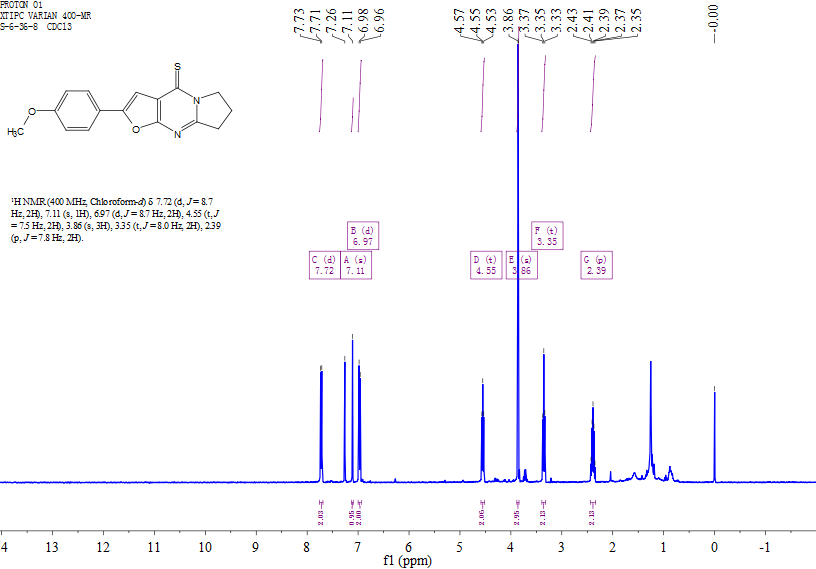 PROTON 01
XTIPC VARIAN 400-MR
S-6-36-8 CDCl3
7.73
7.71
7.26
7.11
6.98
6.96
4.57
4.55
4.53
3.86
3.37
3.35
3.33
2.43
2.41
2.39
2.37
2.35
-0.00
S
N
O
N
O
H₃C
¹H NMR (400 MHz, Chloroform-d) δ 7.72 (d, J = 8.7
Hz, 2H), 7.11 (s, 1H), 6.97 (d, J = 8.7 Hz, 2H), 4.55 (t, J
= 7.5 Hz, 2H), 3.86 (s, 3H), 3.35 (t, J = 8.0 Hz, 2H), 2.39
(p, J = 7.8 Hz, 2H).
B (d)
6.97
F (t)
3.35
C (d)
7.72
A (s)
7.11
D (t)
4.55
E (s)
3.86
G (p)
2.39
2.03
0.95
2.00
2.06
2.95
2.13
2.13
4 13 12 11 10 9 8 7 6 5 4 3 2 1 0 -1
f1 (ppm)